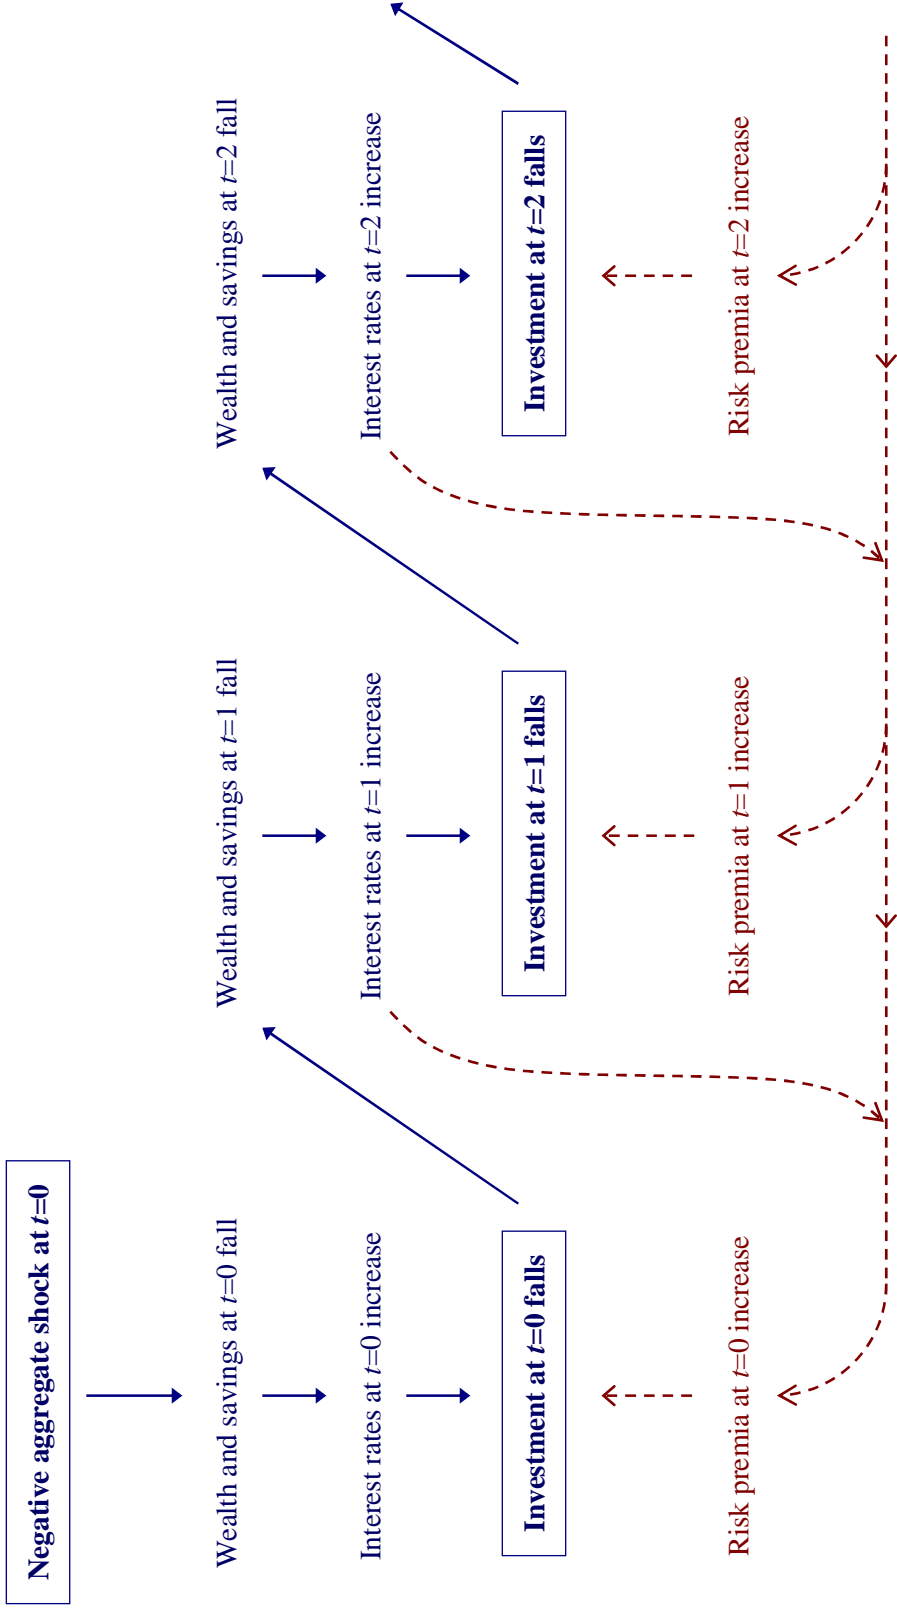 Negative aggregate shock at t=0
Wealth and savings at t=0 fall
Wealth and savings at t=1 fall
Wealth and savings at t=2 fall
Interest rates at t=0 increase
Interest rates at t=1 increase
Interest rates at t=2 increase
Investment at t=0 falls
Investment at t=1 falls
Investment at t=2 falls
Risk premia at t=0 increase
Risk premia at t=1 increase
Risk premia at t=2 increase